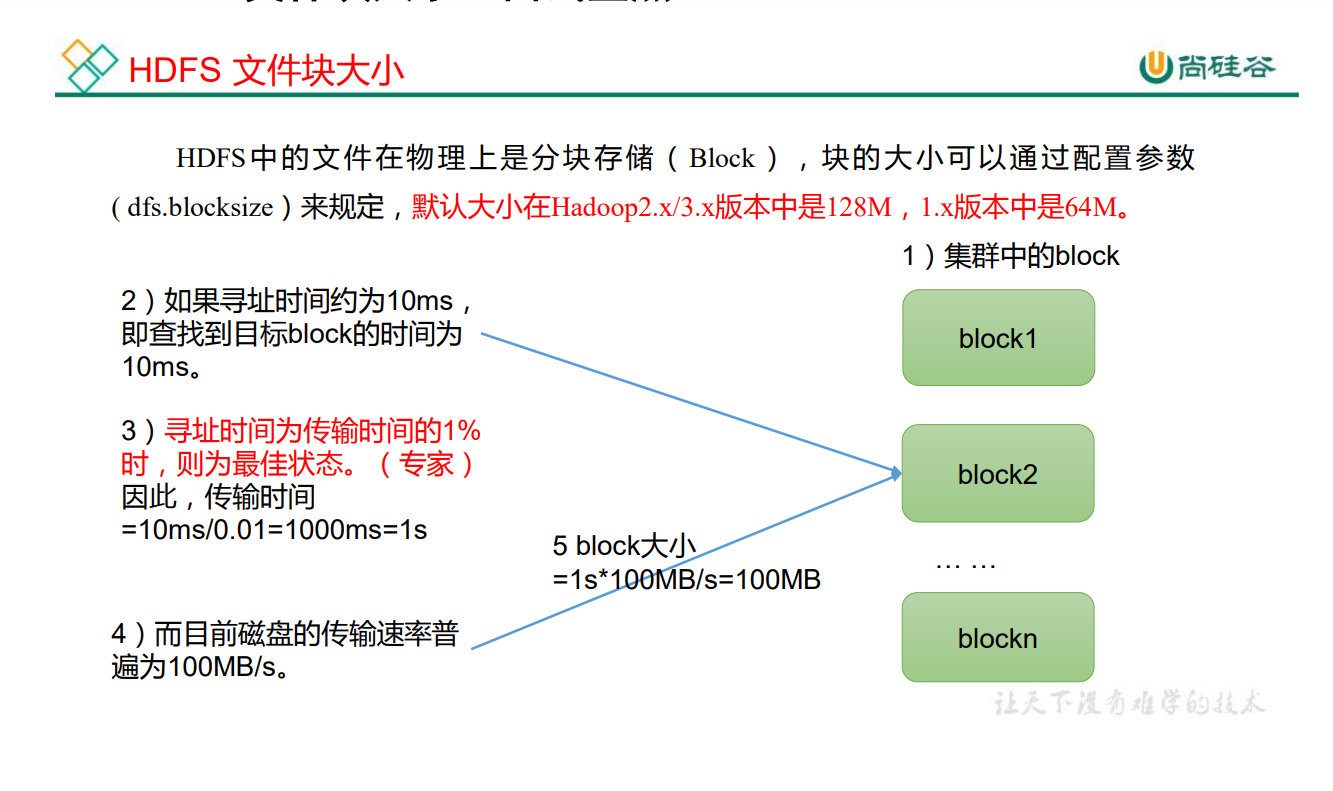 HDFS 文件块大小
尚硅谷
HDFS中的文件在物理上是分块存储（Block），块的大小可以通过配置参数
( dfs.blocksize）来规定，默认大小在Hadoop2.x/3.x版本中是128M，1.x版本中是64M。
1）集群中的block
2）如果寻址时间约为10ms，
即查找到目标block的时间为
10ms。
block1
3）寻址时间为传输时间的1%
时，则为最佳状态。（专家）
因此，传输时间
=10ms/0.01=1000ms=1s
block2
5 block大小
=1s*100MB/s=100MB
… …
4）而目前磁盘的传输速率普
遍为100MB/s。
blockn
让天下没有难学的技术